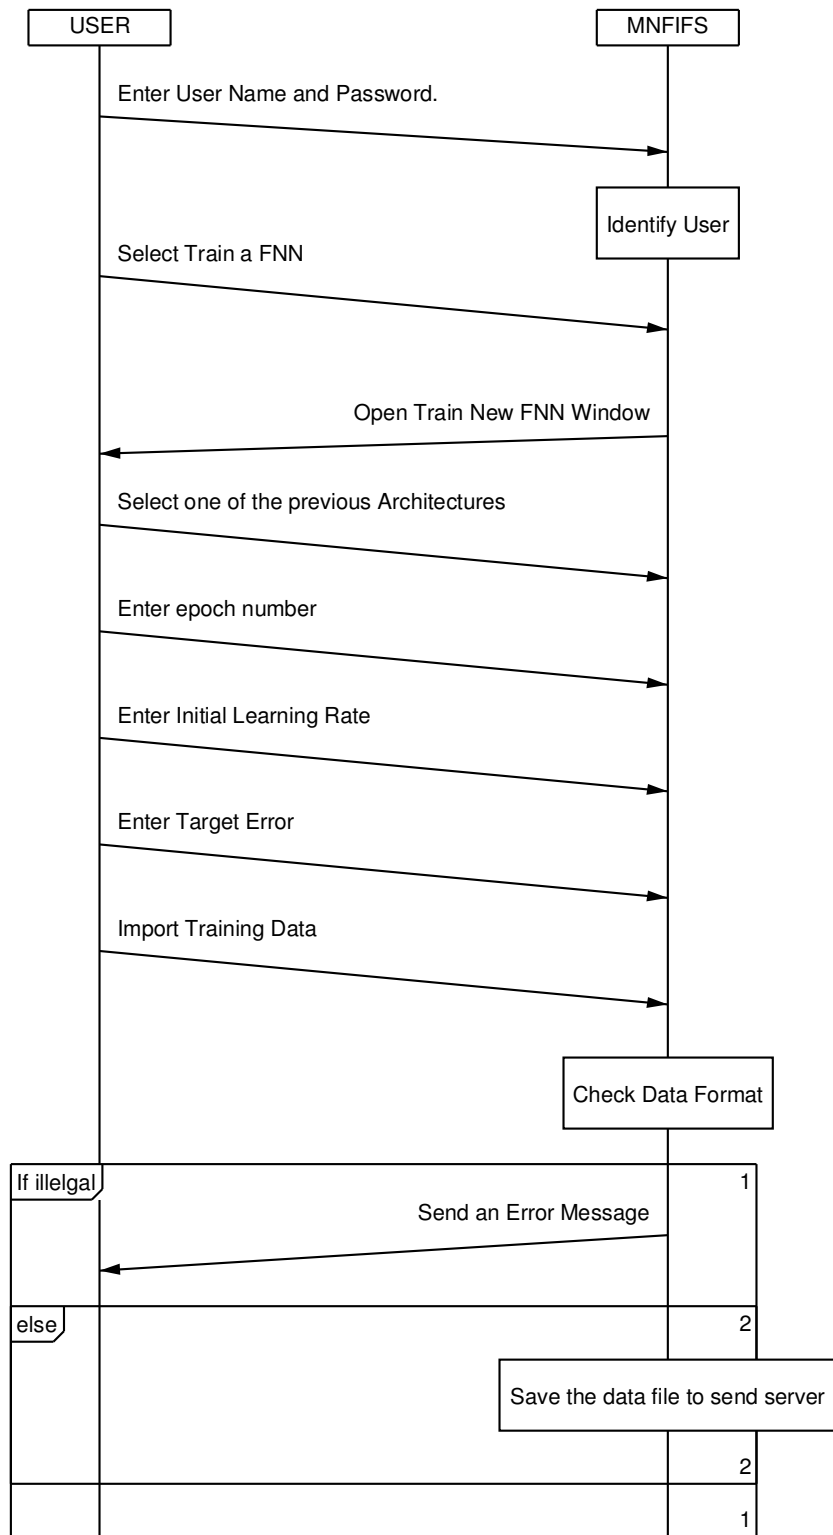 USER
MNFIFS
Enter User Name and Password.
Identify User
Select Train a FNN
Open Train New FNN Window
Select one of the previous Architectures
Enter epoch number
Enter Initial Learning Rate
Enter Target Error
Import Training Data
Check Data Format
If illelgal
1
Send an Error Message
else
2
Save the data file to send server
2
1